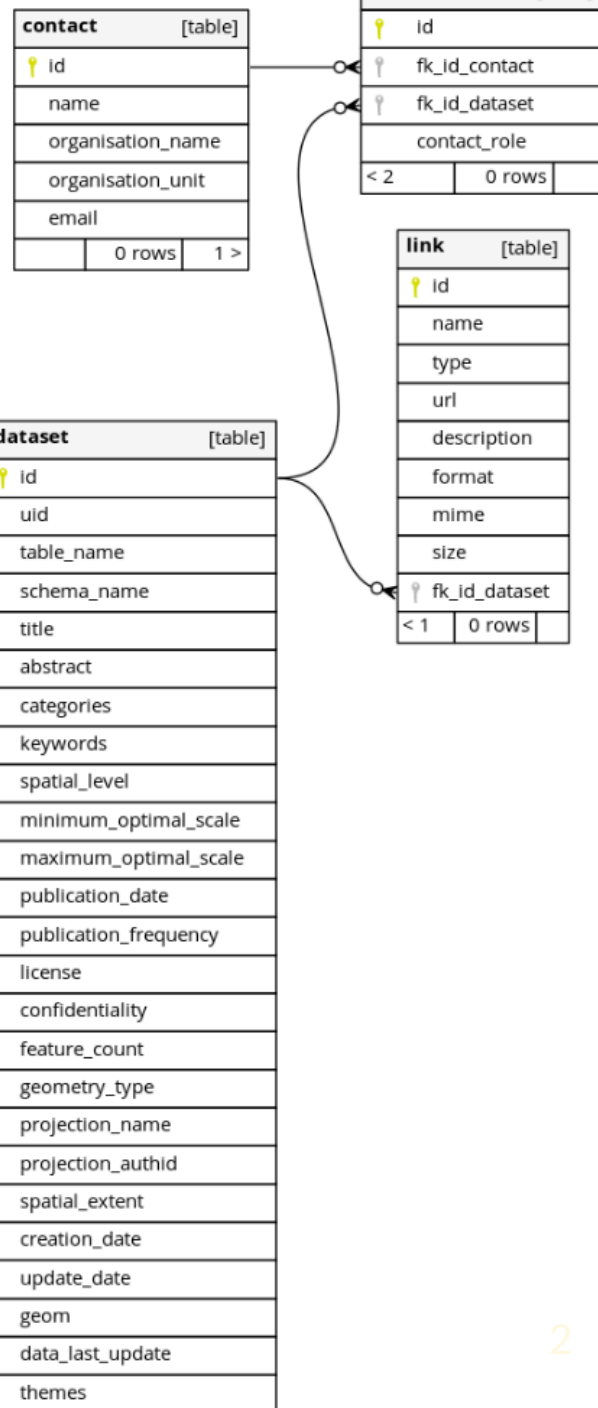 contact [table]
id
name
organisation_name
organisation_unit
email
0 rows 1 >
id
fk_id_contact
fk_id_dataset
contact_role
< 2 0 rows
link [table]
id
name
type
url
description
format
mime
size
fk_id_dataset
< 1 0 rows
dataset [table]
id
uid
table_name
schema_name
title
abstract
categories
keywords
spatial_level
minimum_optimal_scale
maximum_optimal_scale
publication_date
publication_frequency
license
confidentiality
feature_count
geometry_type
projection_name
projection_authid
spatial_extent
creation_date
update_date
geom
data_last_update
themes
2